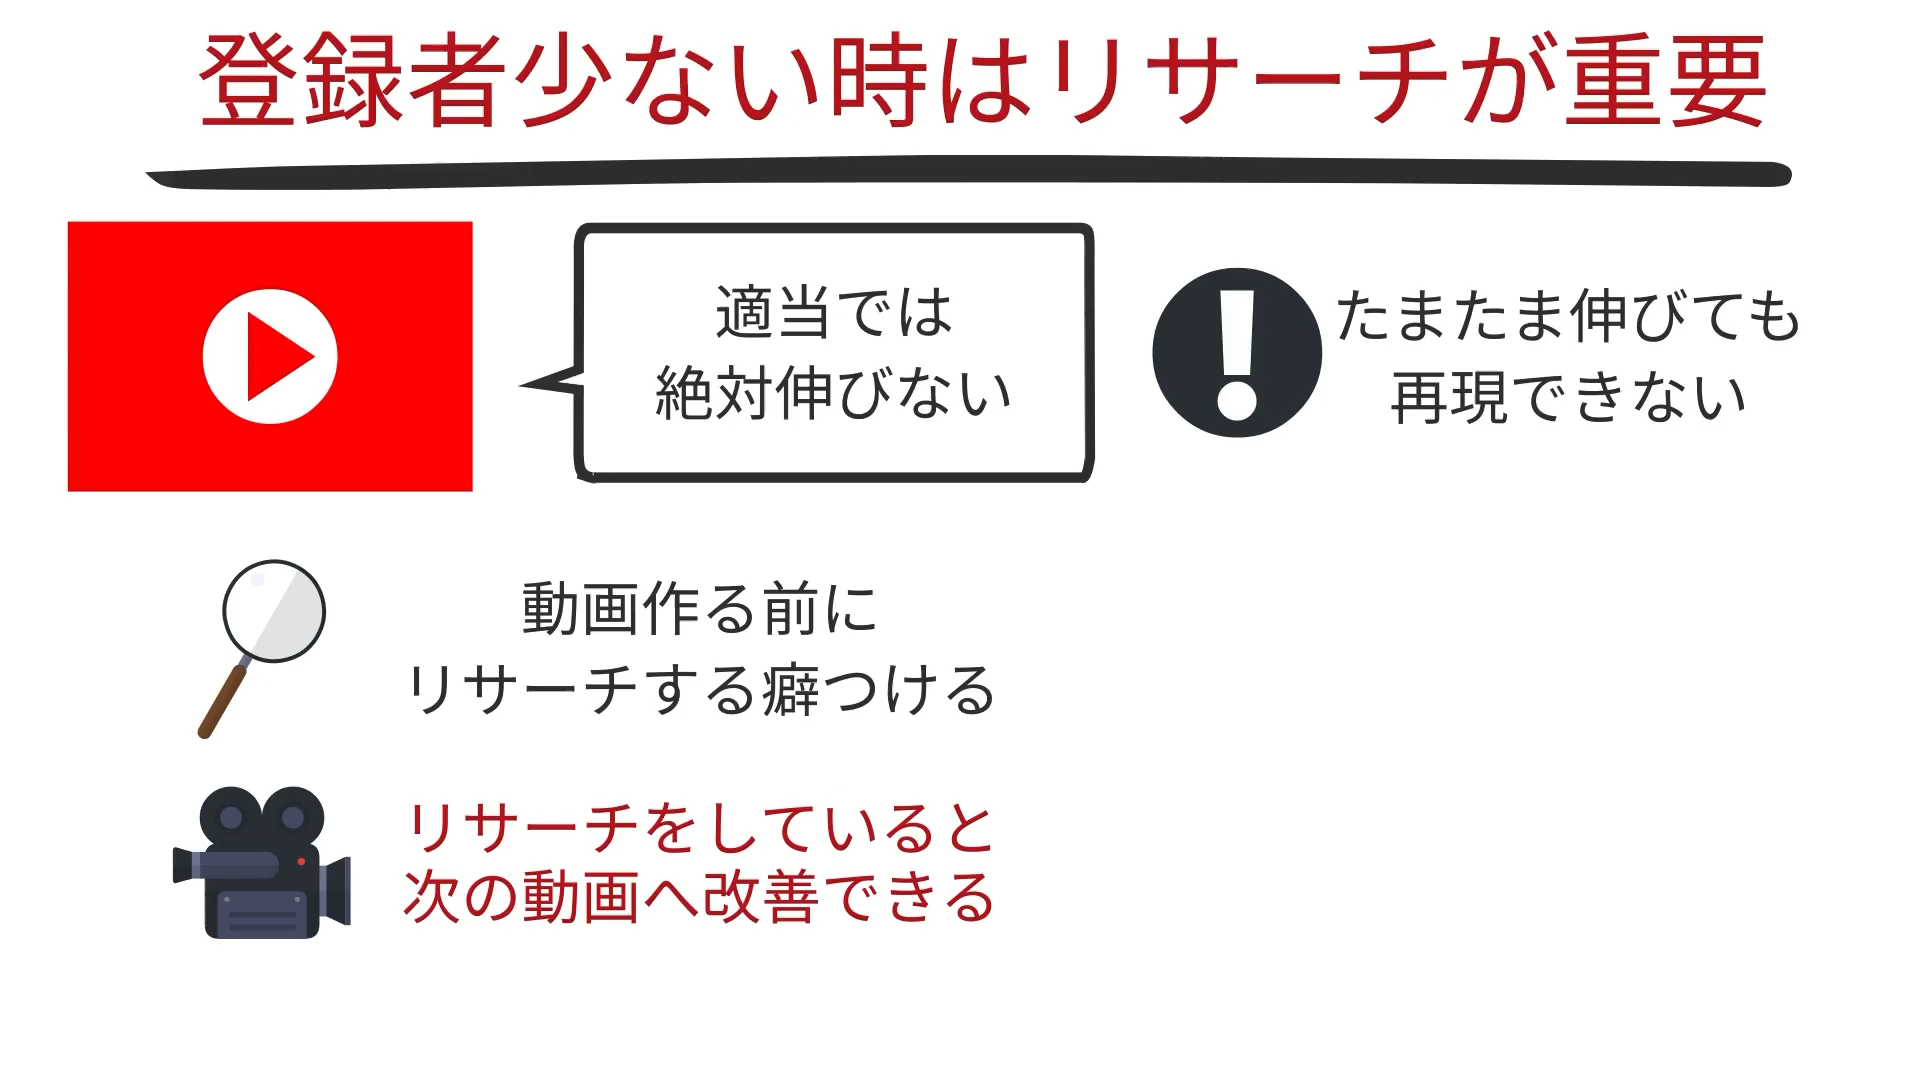 登録者少ない時はリサーチが重要
適当では
絶対伸びない
たまたま伸びても
再現できない
動画作る前に
リサーチする癖つける
リサーチをしていると
次の動画へ改善できる